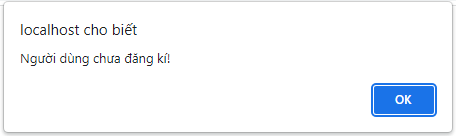 localhost cho biết
Người dùng chưa đăng kí!
OK